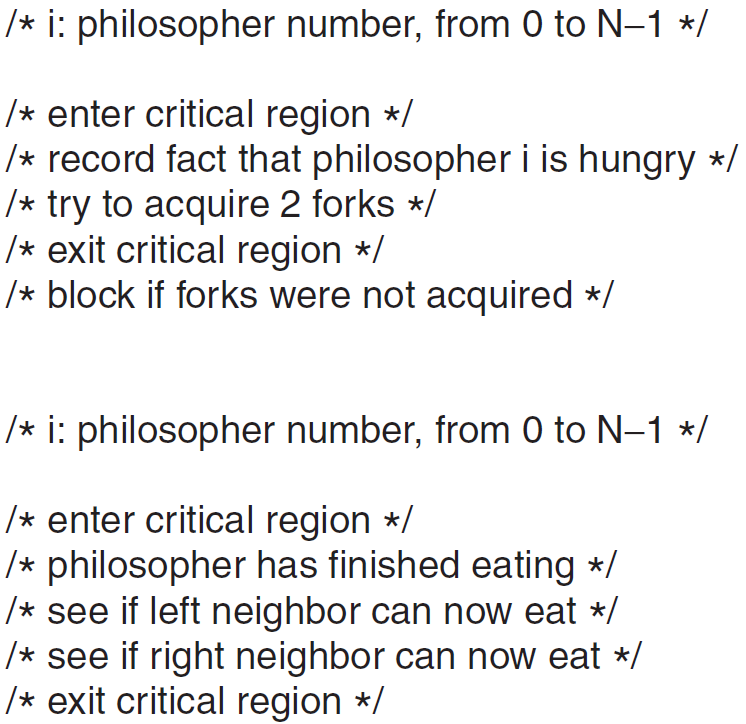 /* i: philosopher number, from 0 to N−1 */
/* enter critical region */
/* record fact that philosopher i is hungry */
/* try to acquire 2 forks */
/* exit critical region */
/* block if forks were not acquired */
/* i: philosopher number, from 0 to N−1 */
/* enter critical region */
/* philosopher has finished eating */
/* see if left neighbor can now eat */
/* see if right neighbor can now eat */
/* exit critical region */